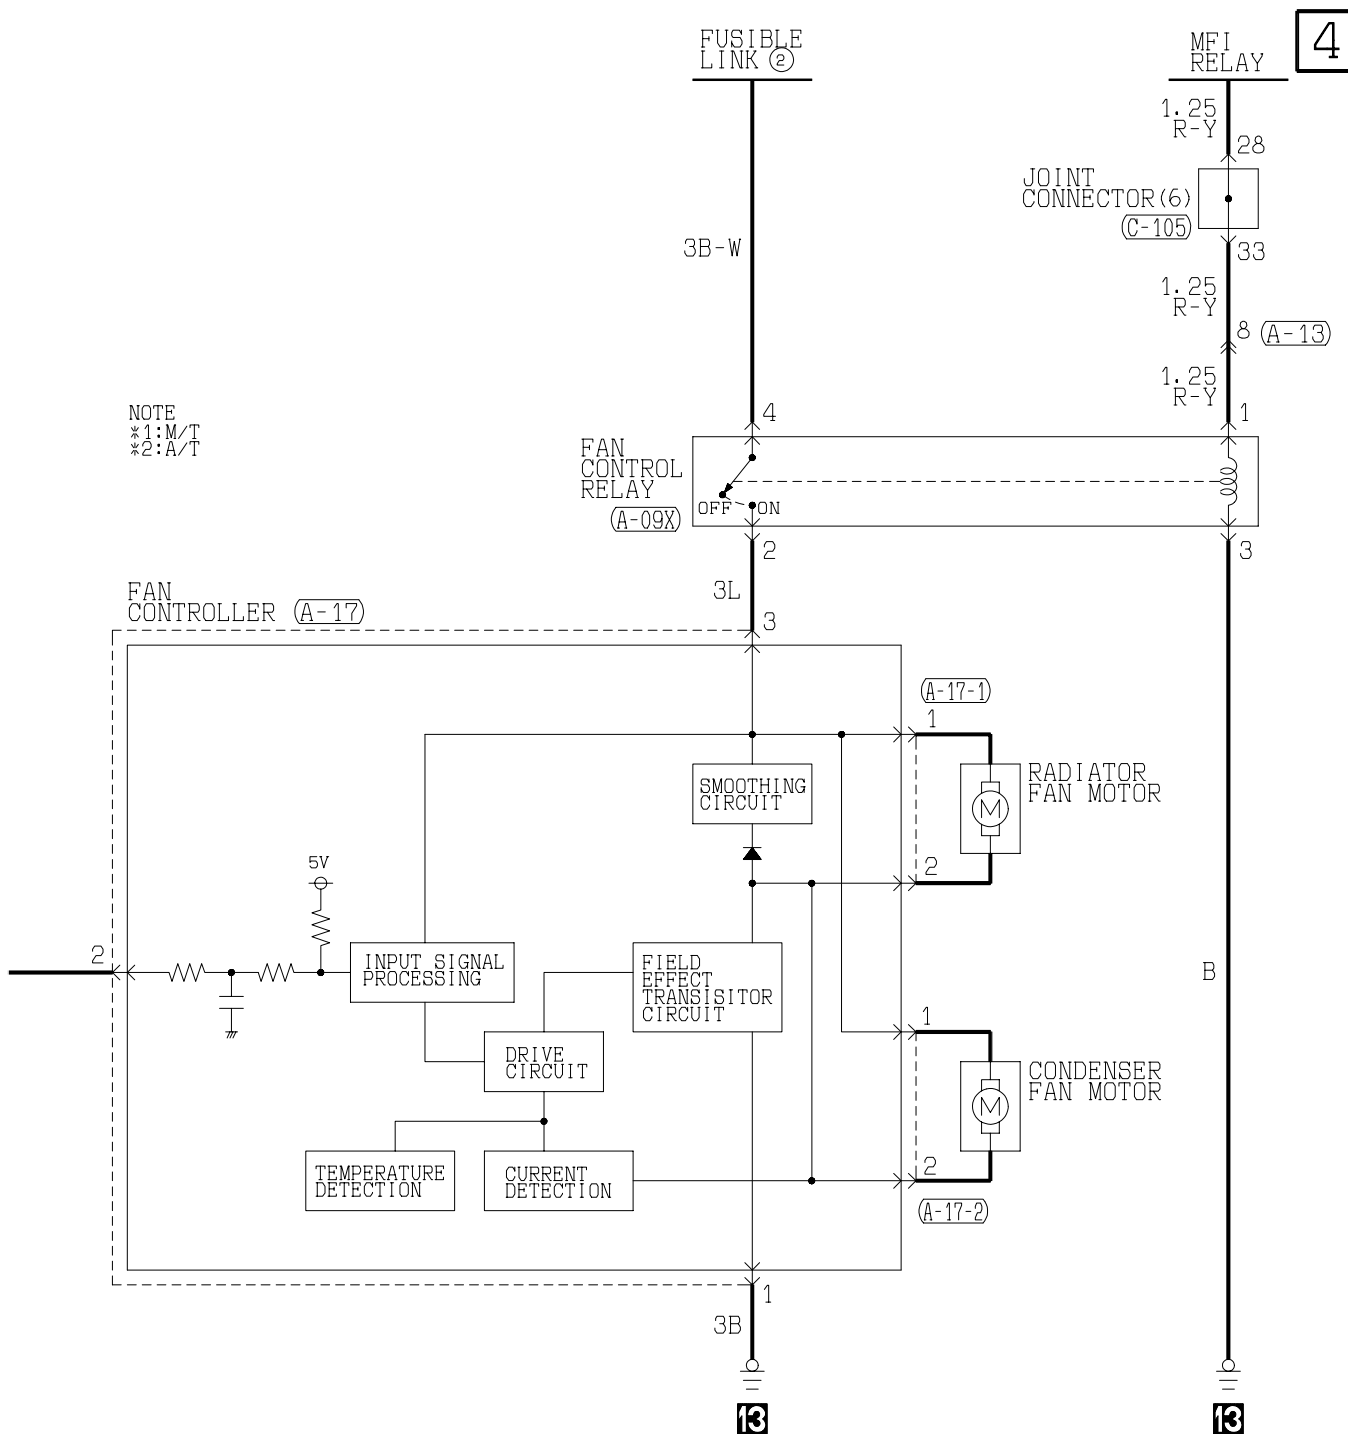 FUSIBLE
LINK ②
MFI
RELAY
4
1.25
R-Y
28
JOINT
CONNECTOR(6)
(C-105)
33
3B-W
1.25
R-Y
8 (A-13)
1.25
R-Y
NOTE
*1:M/T
*2:A/T
4
1
FAN
CONTROL
RELAY
(A-09X)
OFF ON
2
3
3L
FAN
CONTROLLER (A-17)
3
(A-17-1)
1
RADIATOR
FAN MOTOR
M
SMOOTHING
CIRCUIT
2
5V
2
INPUT SIGNAL
PROCESSING
FIELD
EFFECT
TRANSISITOR
CIRCUIT
B
DRIVE
CIRCUIT
1
CONDENSER
FAN MOTOR
M
TEMPERATURE
DETECTION
CURRENT
DETECTION
2
(A-17-2)
1
3B
13
13